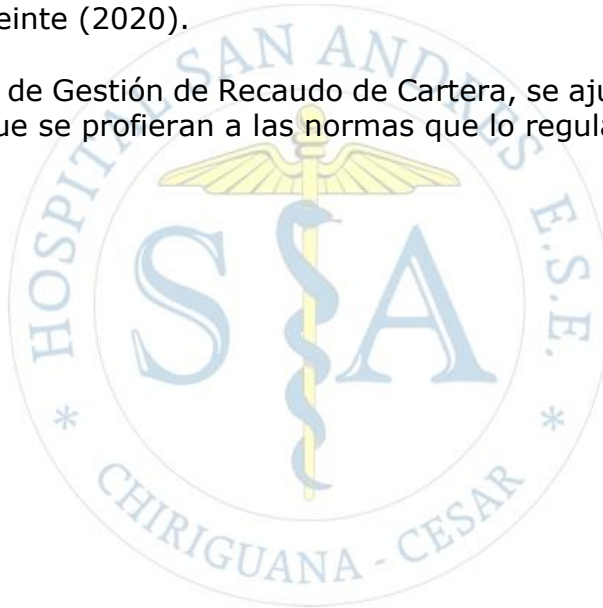 einte (2020).
de Gestión de Recaudo de Cartera, se aju
ue se profieran a las normas que lo regula
HOSPITAL SAN ANDRES E.S.E.
S A
* CHIRIGUANA - CESAR *